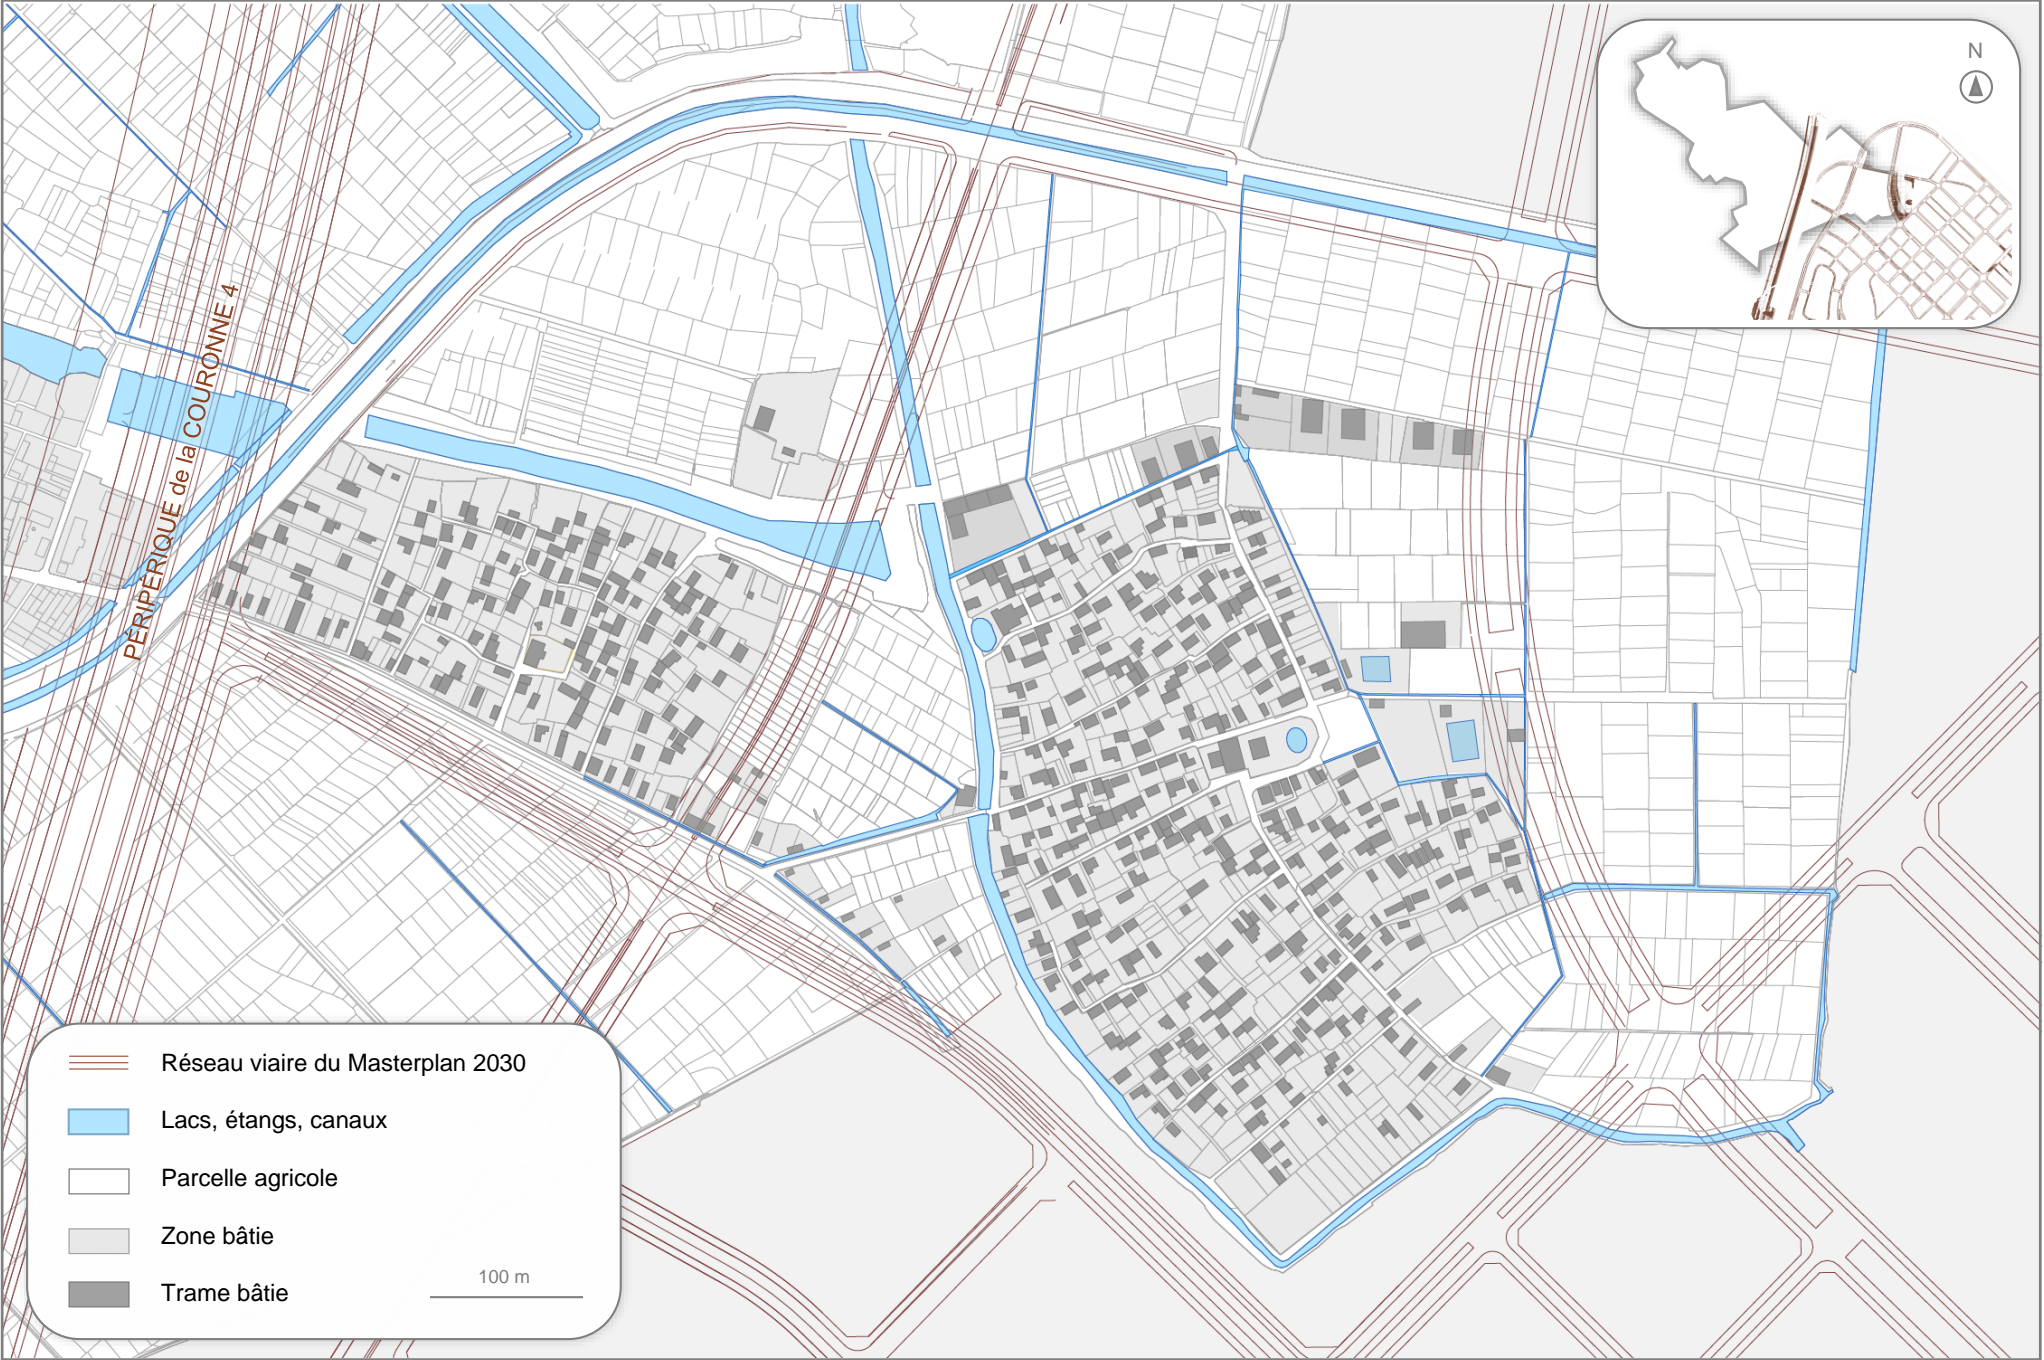 N
PÉRIPÉRIQUE de la COURONNE 4
Réseau viaire du Masterplan 2030
Lacs, étangs, canaux
Parcelle agricole
Zone bâtie
Trame bâtie
100 m